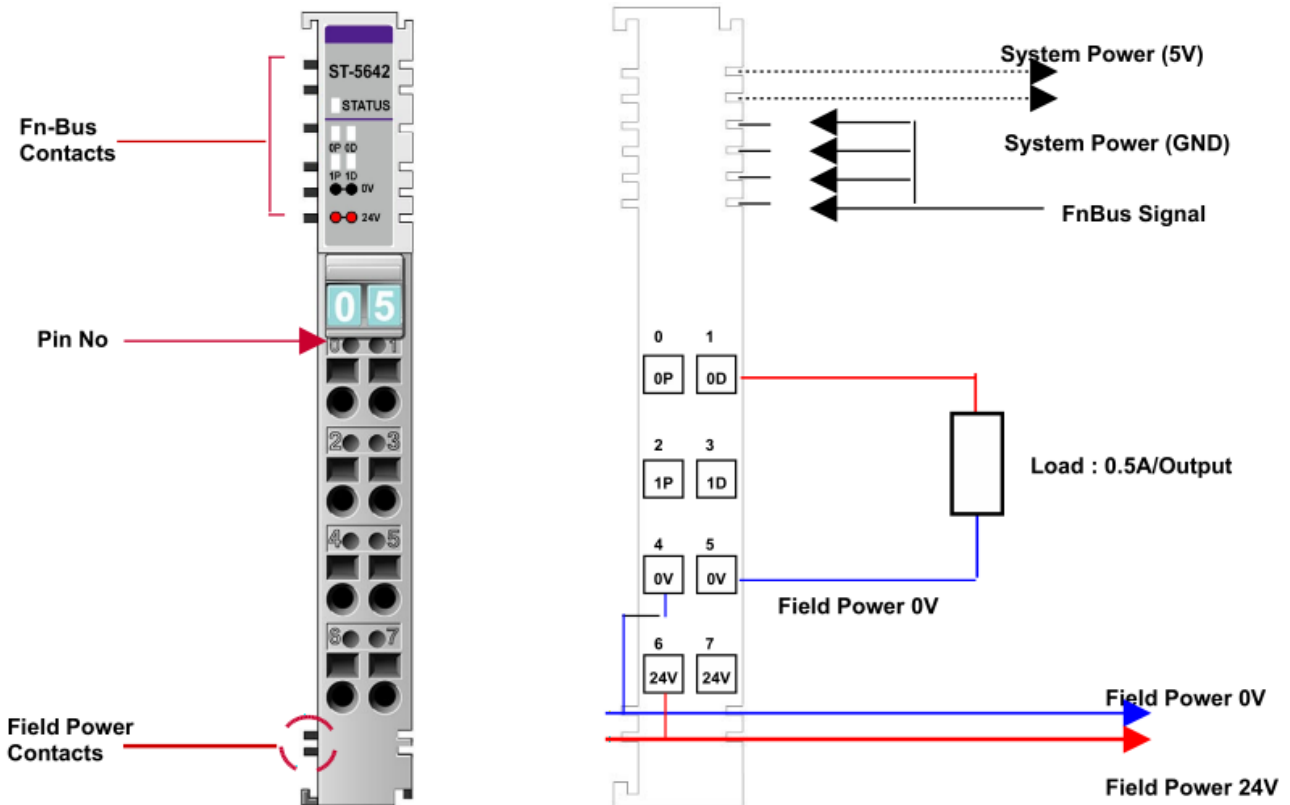 ST-5642
STATUS
0P 0D
1P 1D
0V
24V
Fn-Bus
Contacts
05
Pin No
0 1
2 3
4 5
6 7
Field Power
Contacts
System Power (5V)
System Power (GND)
FnBus Signal
0 1
0P 0D
2 3
1P 1D
4 5
0V 0V
6 7
24V 24V
Load : 0.5A/Output
Field Power 0V
Field Power 0V
Field Power 24V